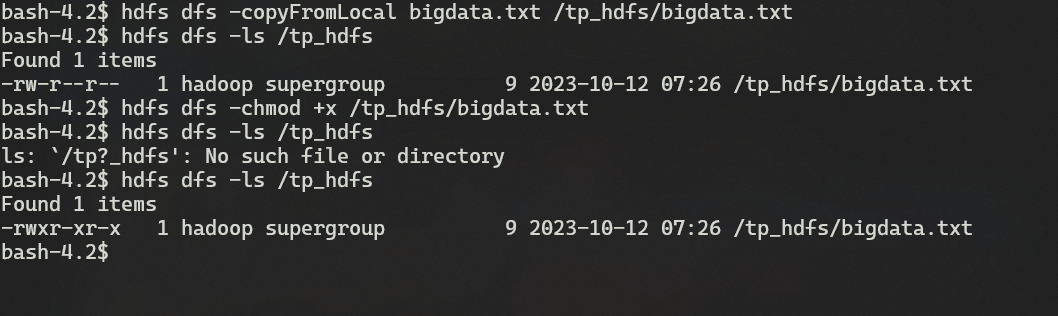 bash-4.2$ hdfs dfs -copyFromLocal bigdata.txt /tp_hdfs/bigdata.txt
bash-4.2$ hdfs dfs -ls /tp_hdfs
Found 1 items
-rw-r--r--   1 hadoop supergroup          9 2023-10-12 07:26 /tp_hdfs/bigdata.txt
bash-4.2$ hdfs dfs -chmod +x /tp_hdfs/bigdata.txt
bash-4.2$ hdfs dfs -ls /tp_hdfs
ls: `/tp?_hdfs': No such file or directory
bash-4.2$ hdfs dfs -ls /tp_hdfs
Found 1 items
-rwxr-xr-x   1 hadoop supergroup          9 2023-10-12 07:26 /tp_hdfs/bigdata.txt
bash-4.2$